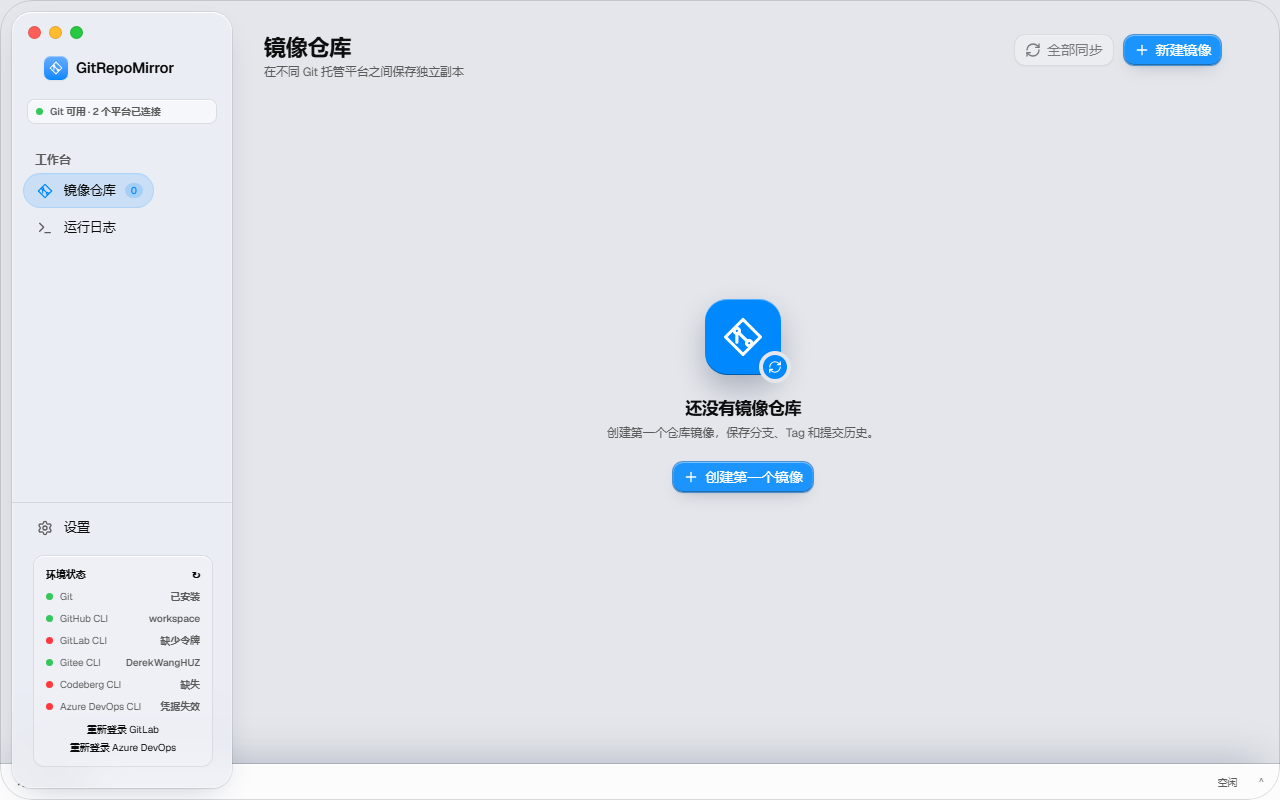 GitRepoMirror
Git 可用 · 2 个平台已连接
工作台
镜像仓库 0
运行日志
设置
环境状态 ↻
Git 已安装
GitHub CLI workspace
GitLab CLI 缺少令牌
Gitee CLI DerekWangHUZ
Codeberg CLI 缺失
Azure DevOps CLI 凭据失效
重新登录 GitLab
重新登录 Azure DevOps
镜像仓库
在不同 Git 托管平台之间保存独立副本
全部同步
新建镜像
还没有镜像仓库
创建第一个仓库镜像，保存分支、Tag 和提交历史。
创建第一个镜像
空闲 ^